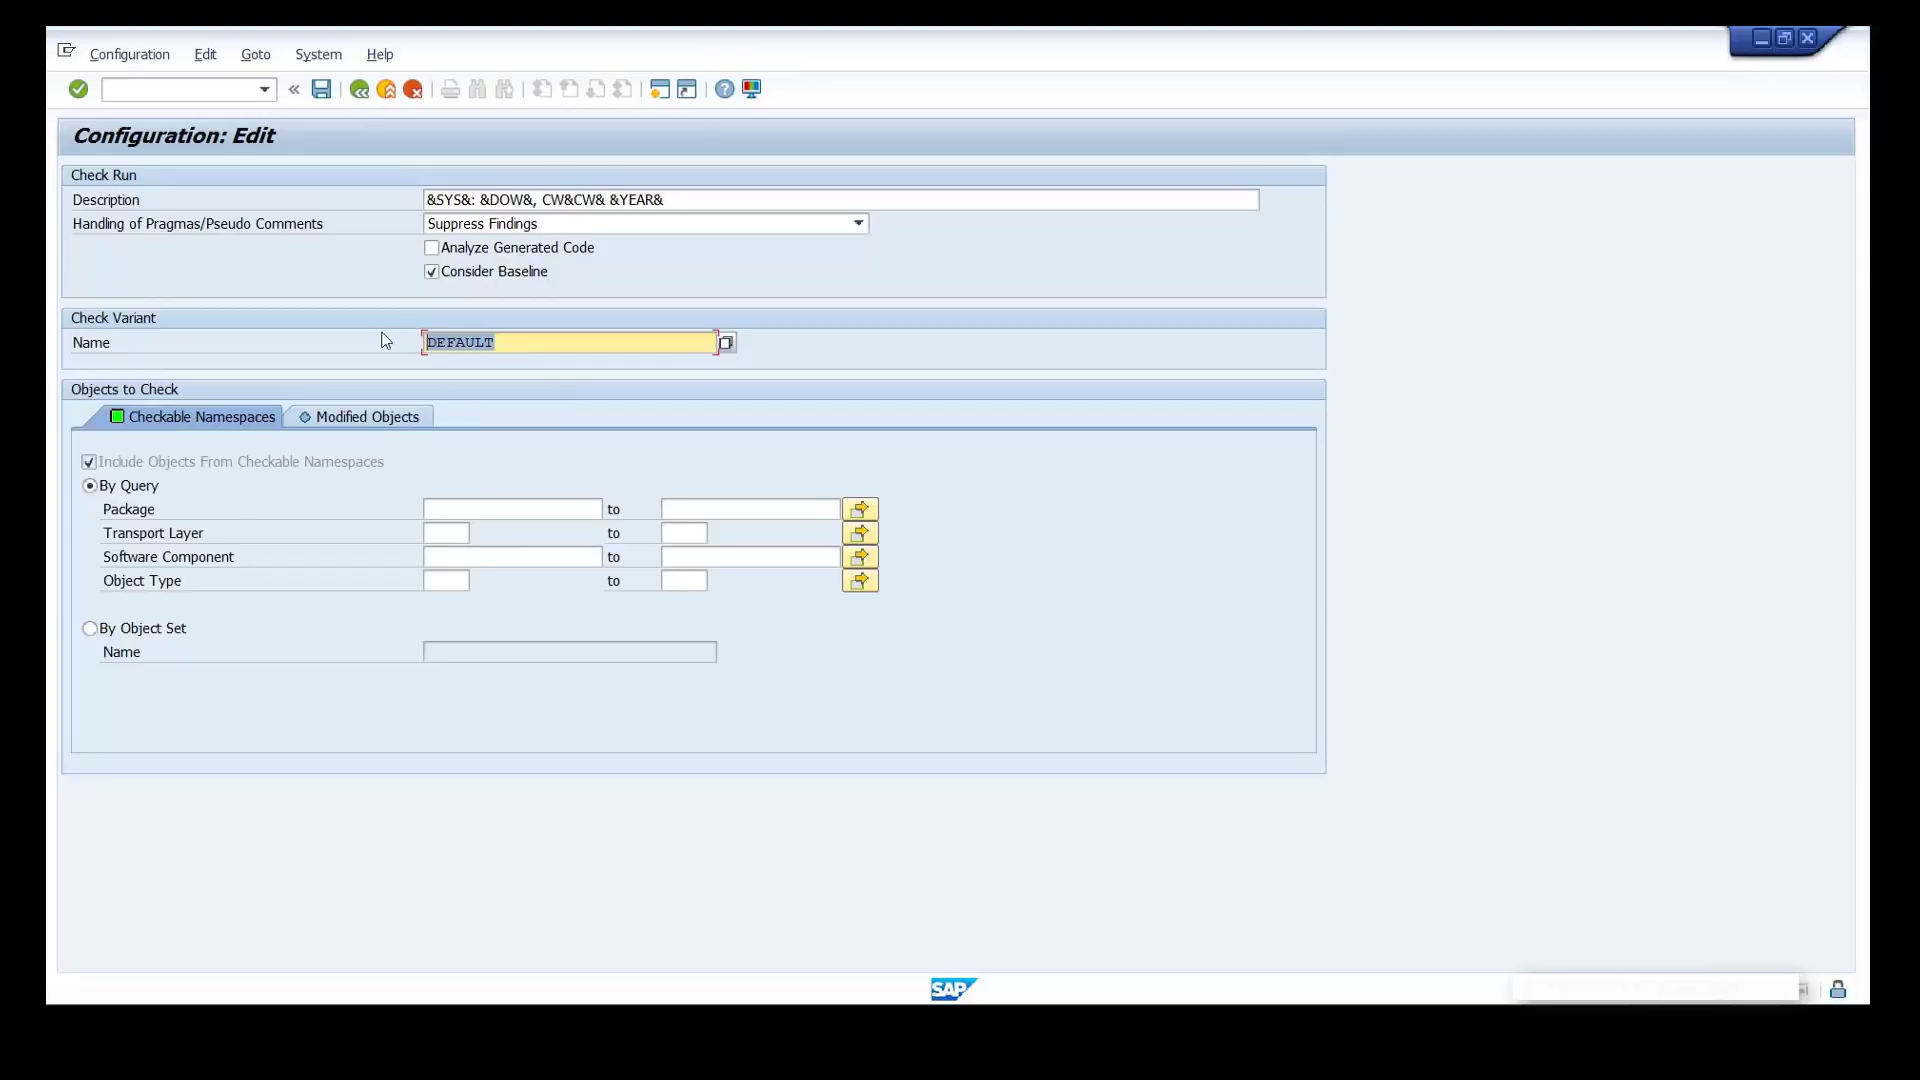 Configuration Edit Goto System Help
Configuration: Edit
Check Run
Description &SYS&: &DOW&, CW&CW& &YEAR&
Handling of Pragmas/Pseudo Comments Suppress Findings
Analyze Generated Code
Consider Baseline
Check Variant
Name DEFAULT
Objects to Check
Checkable Namespaces Modified Objects
Include Objects From Checkable Namespaces
By Query
Package to
Transport Layer to
Software Component to
Object Type to
By Object Set
Name
SAP